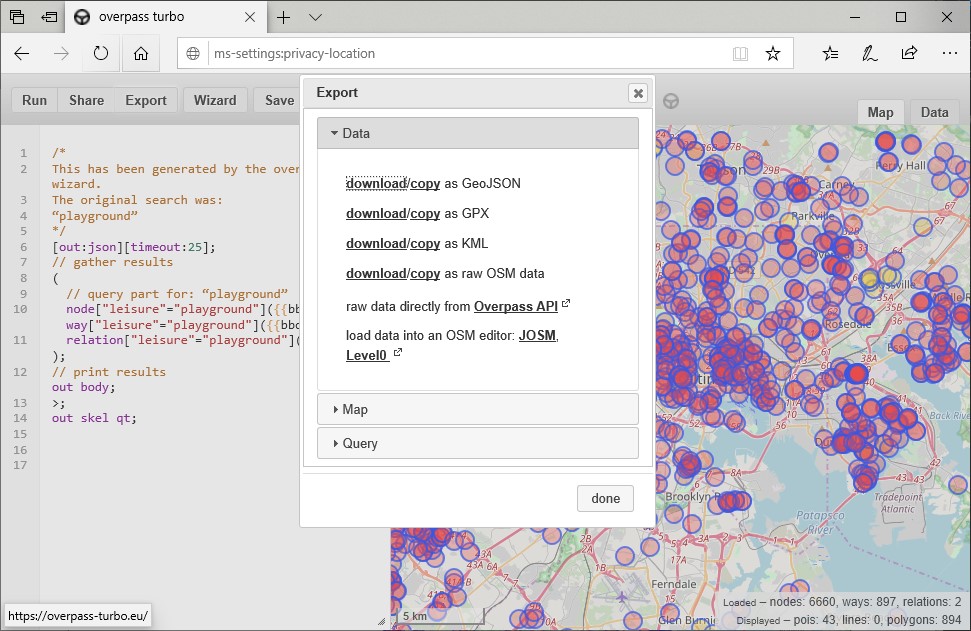 overpass turbo
ms-settings:privacy-location
Run Share Export Wizard Save
Map Data
Export
Data
download/copy as GeoJSON
download/copy as GPX
download/copy as KML
download/copy as raw OSM data
raw data directly from Overpass API
load data into an OSM editor: JOSM,
Level0
Map
Query
done
1 /*
2 This has been generated by the over
wizard.
3 The original search was:
4 “playground”
5 */
6 [out:json][timeout:25];
7 // gather results
8 (
9 // query part for: “playground”
10 node["leisure"="playground"]({{bb
way["leisure"="playground"]({{bbo
11 relation["leisure"="playground"](
);
12 // print results
out body;
13 >;
14 out skel qt;
15
16
17
Perry Hall
Carney
Parkville
Rosedale
Brooklyn
Patapsco
River
Tradepoint
Atlantic
Back River
Ferndale
Glen Burni
5 km
Loaded – nodes: 6660, ways: 897, relations: 2
Displayed – pois: 43, lines: 0, polygons: 894
https://overpass-turbo.eu/